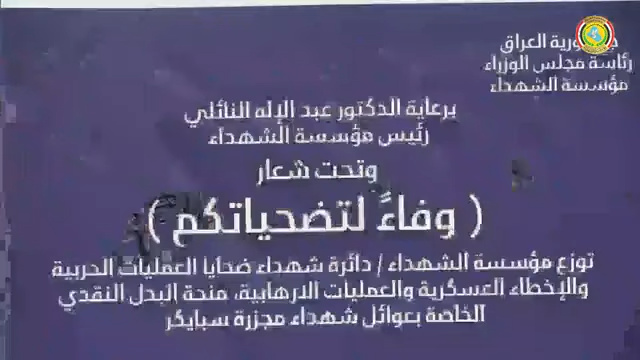 جمهورية العراق
رئاسة مجلس الوزراء
مؤسسة الشهداء
برعاية الدكتور عبد الإله النائلي
رئيس مؤسسة الشهداء
وتحت شعار
( وفاءً لتضحياتكم )
توزع مؤسسة الشهداء / دائرة شهداء ضحايا العمليات الحربية
والإخطاء العسكرية والعمليات الارهابية، منحة البدل النقدي
الخاصة بعوائل شهداء مجزرة سبايكر